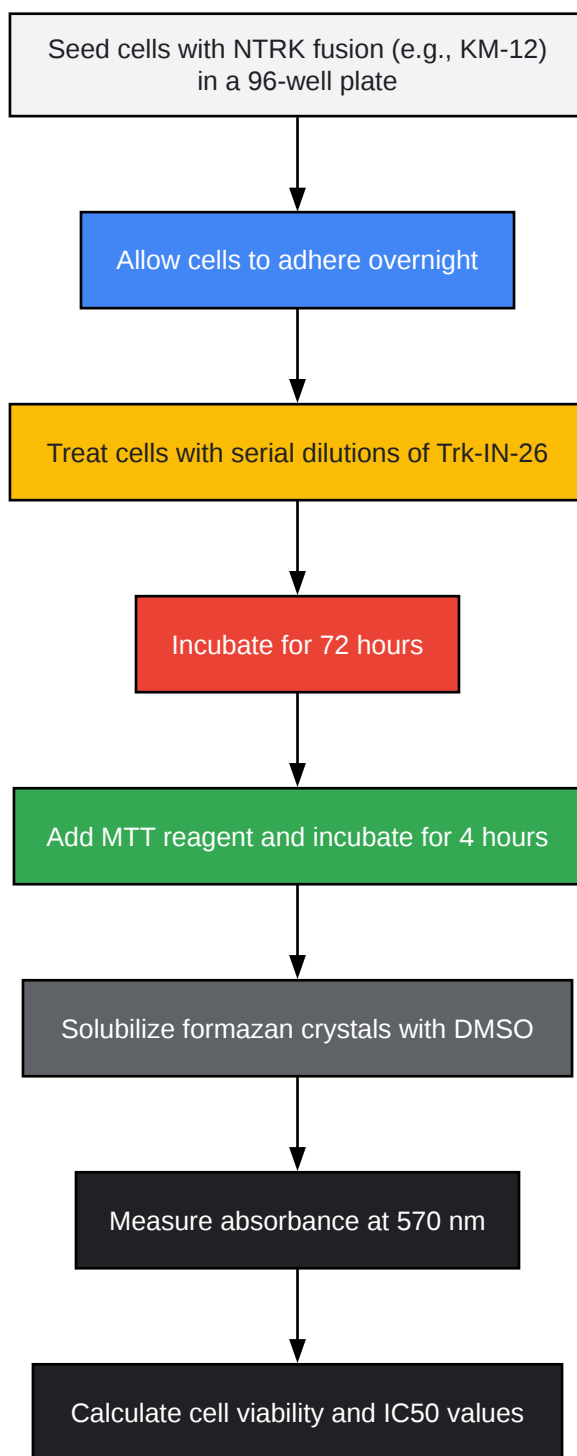 Seed cells with NTRK fusion (e.g., KM-12)
in a 96-well plate
Allow cells to adhere overnight
Treat cells with serial dilutions of Trk-IN-26
Incubate for 72 hours
Add MTT reagent and incubate for 4 hours
Solubilize formazan crystals with DMSO
Measure absorbance at 570 nm
Calculate cell viability and IC50 values